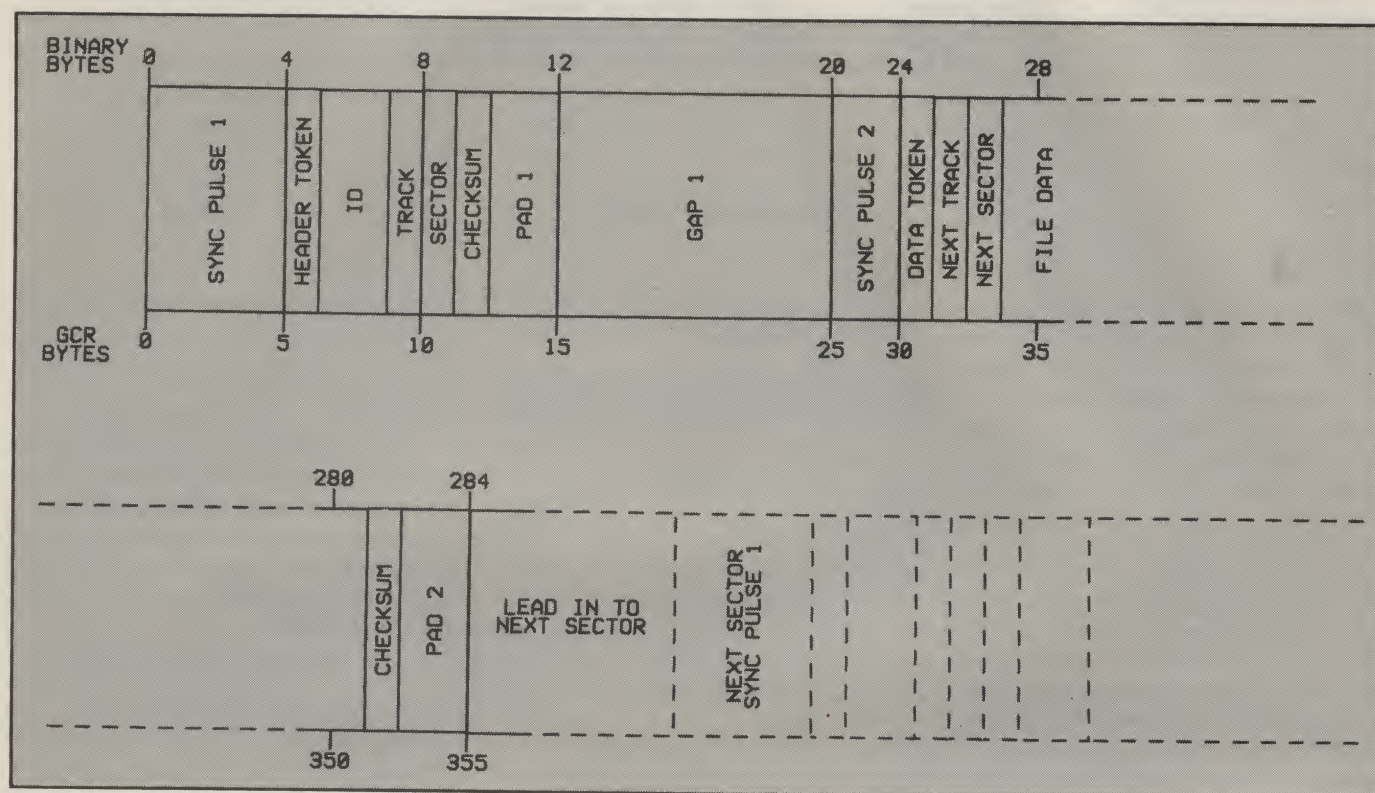 BINARY
BYTES
0 4 8 12 20 24 28
SYNC PULSE 1
HEADER TOKEN
ID
TRACK
SECTOR
CHECKSUM
PAD 1
GAP 1
SYNC PULSE 2
DATA TOKEN
NEXT TRACK
NEXT SECTOR
FILE DATA
GCR
BYTES
0 5 10 15 25 30 35
280 284
CHECKSUM
PAD 2
LEAD IN TO
NEXT SECTOR
NEXT SECTOR
SYNC PULSE 1
350 355